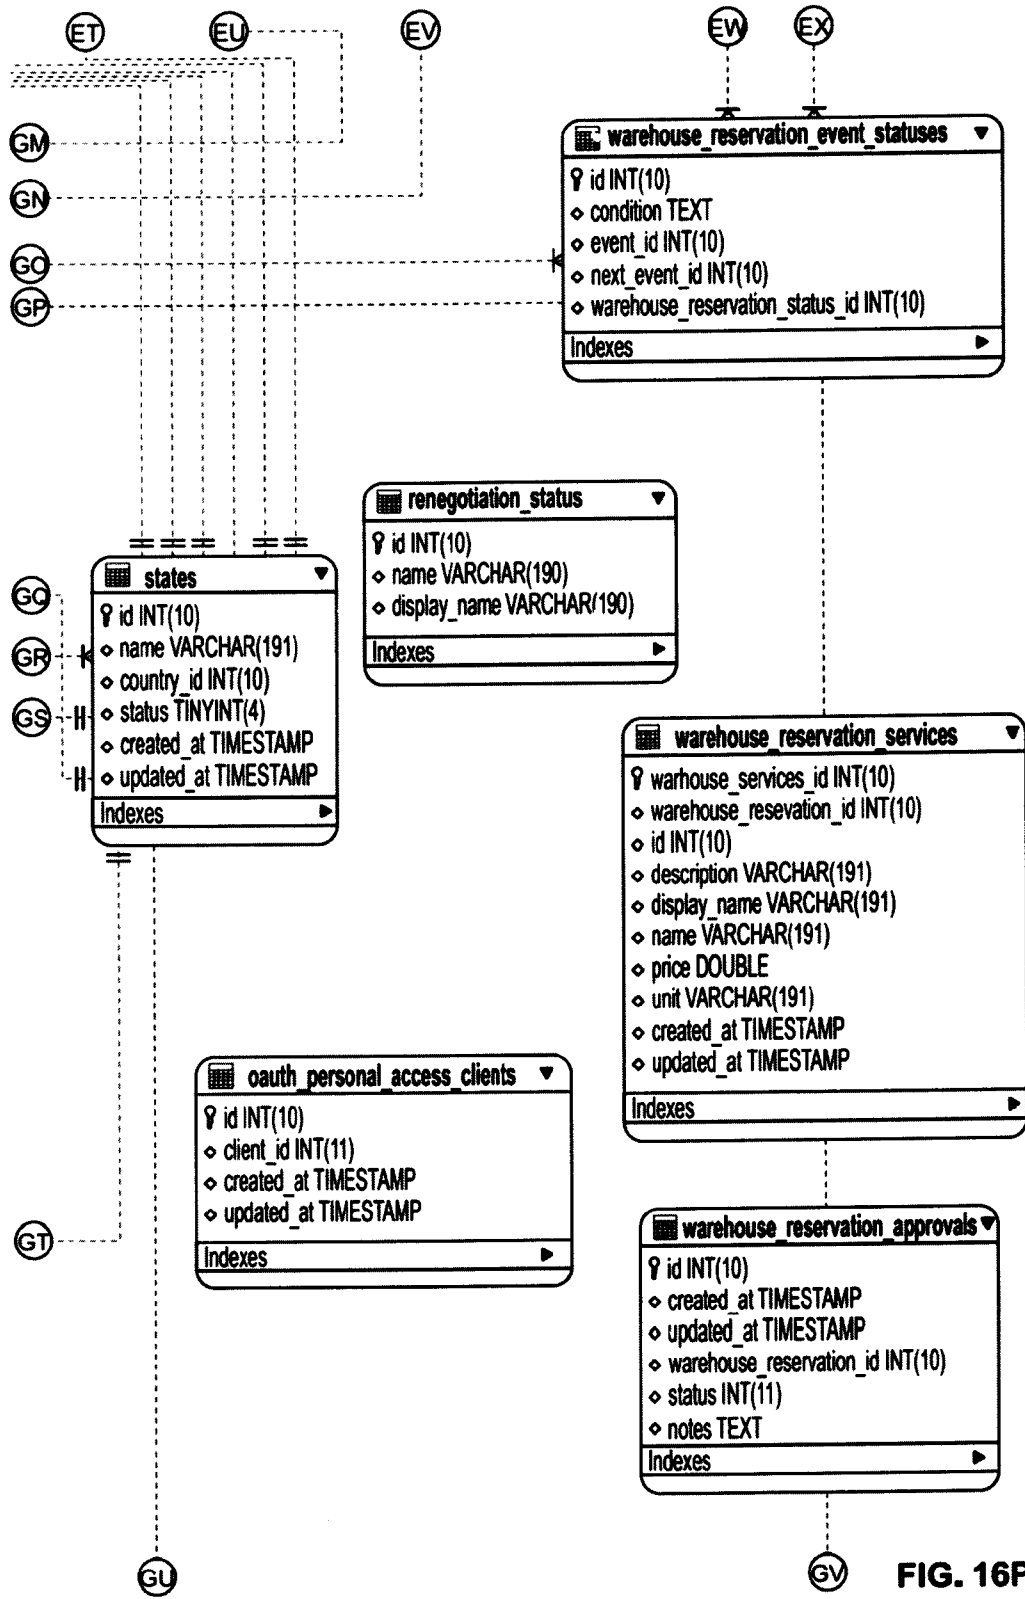 ET
EU
EV
EW
EX
GM
GN
GO
GP
warehouse_reservation_event_statuses
id INT(10)
condition TEXT
event_id INT(10)
next_event_id INT(10)
warehouse_reservation_status_id INT(10)
Indexes
renegotiation_status
id INT(10)
name VARCHAR(190)
display_name VARCHAR(190)
Indexes
GQ
GR
GS
states
id INT(10)
name VARCHAR(191)
country_id INT(10)
status TINYINT(4)
created_at TIMESTAMP
updated_at TIMESTAMP
Indexes
warehouse_reservation_services
warhouse_services_id INT(10)
warehouse_resevation_id INT(10)
id INT(10)
description VARCHAR(191)
display_name VARCHAR(191)
name VARCHAR(191)
price DOUBLE
unit VARCHAR(191)
created_at TIMESTAMP
updated_at TIMESTAMP
Indexes
oauth_personal_access_clients
id INT(10)
client_id INT(11)
created_at TIMESTAMP
updated_at TIMESTAMP
Indexes
GT
warehouse_reservation_approvals
id INT(10)
created_at TIMESTAMP
updated_at TIMESTAMP
warehouse_reservation_id INT(10)
status INT(11)
notes TEXT
Indexes
GU
GV
FIG. 16P